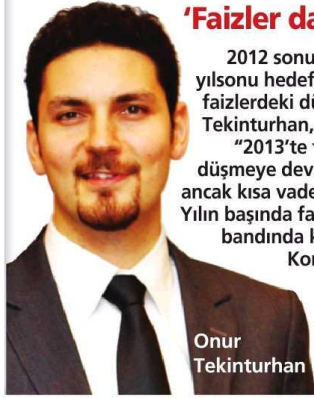 'Faizler da
2012 sonu
yılsonu hedef
faizlerdeki dü
Tekinturhan,
"2013'te
düşmeye dev
ancak kısa vade
Yılın başında fa
bandında k
Kor
Onur
Tekinturhan